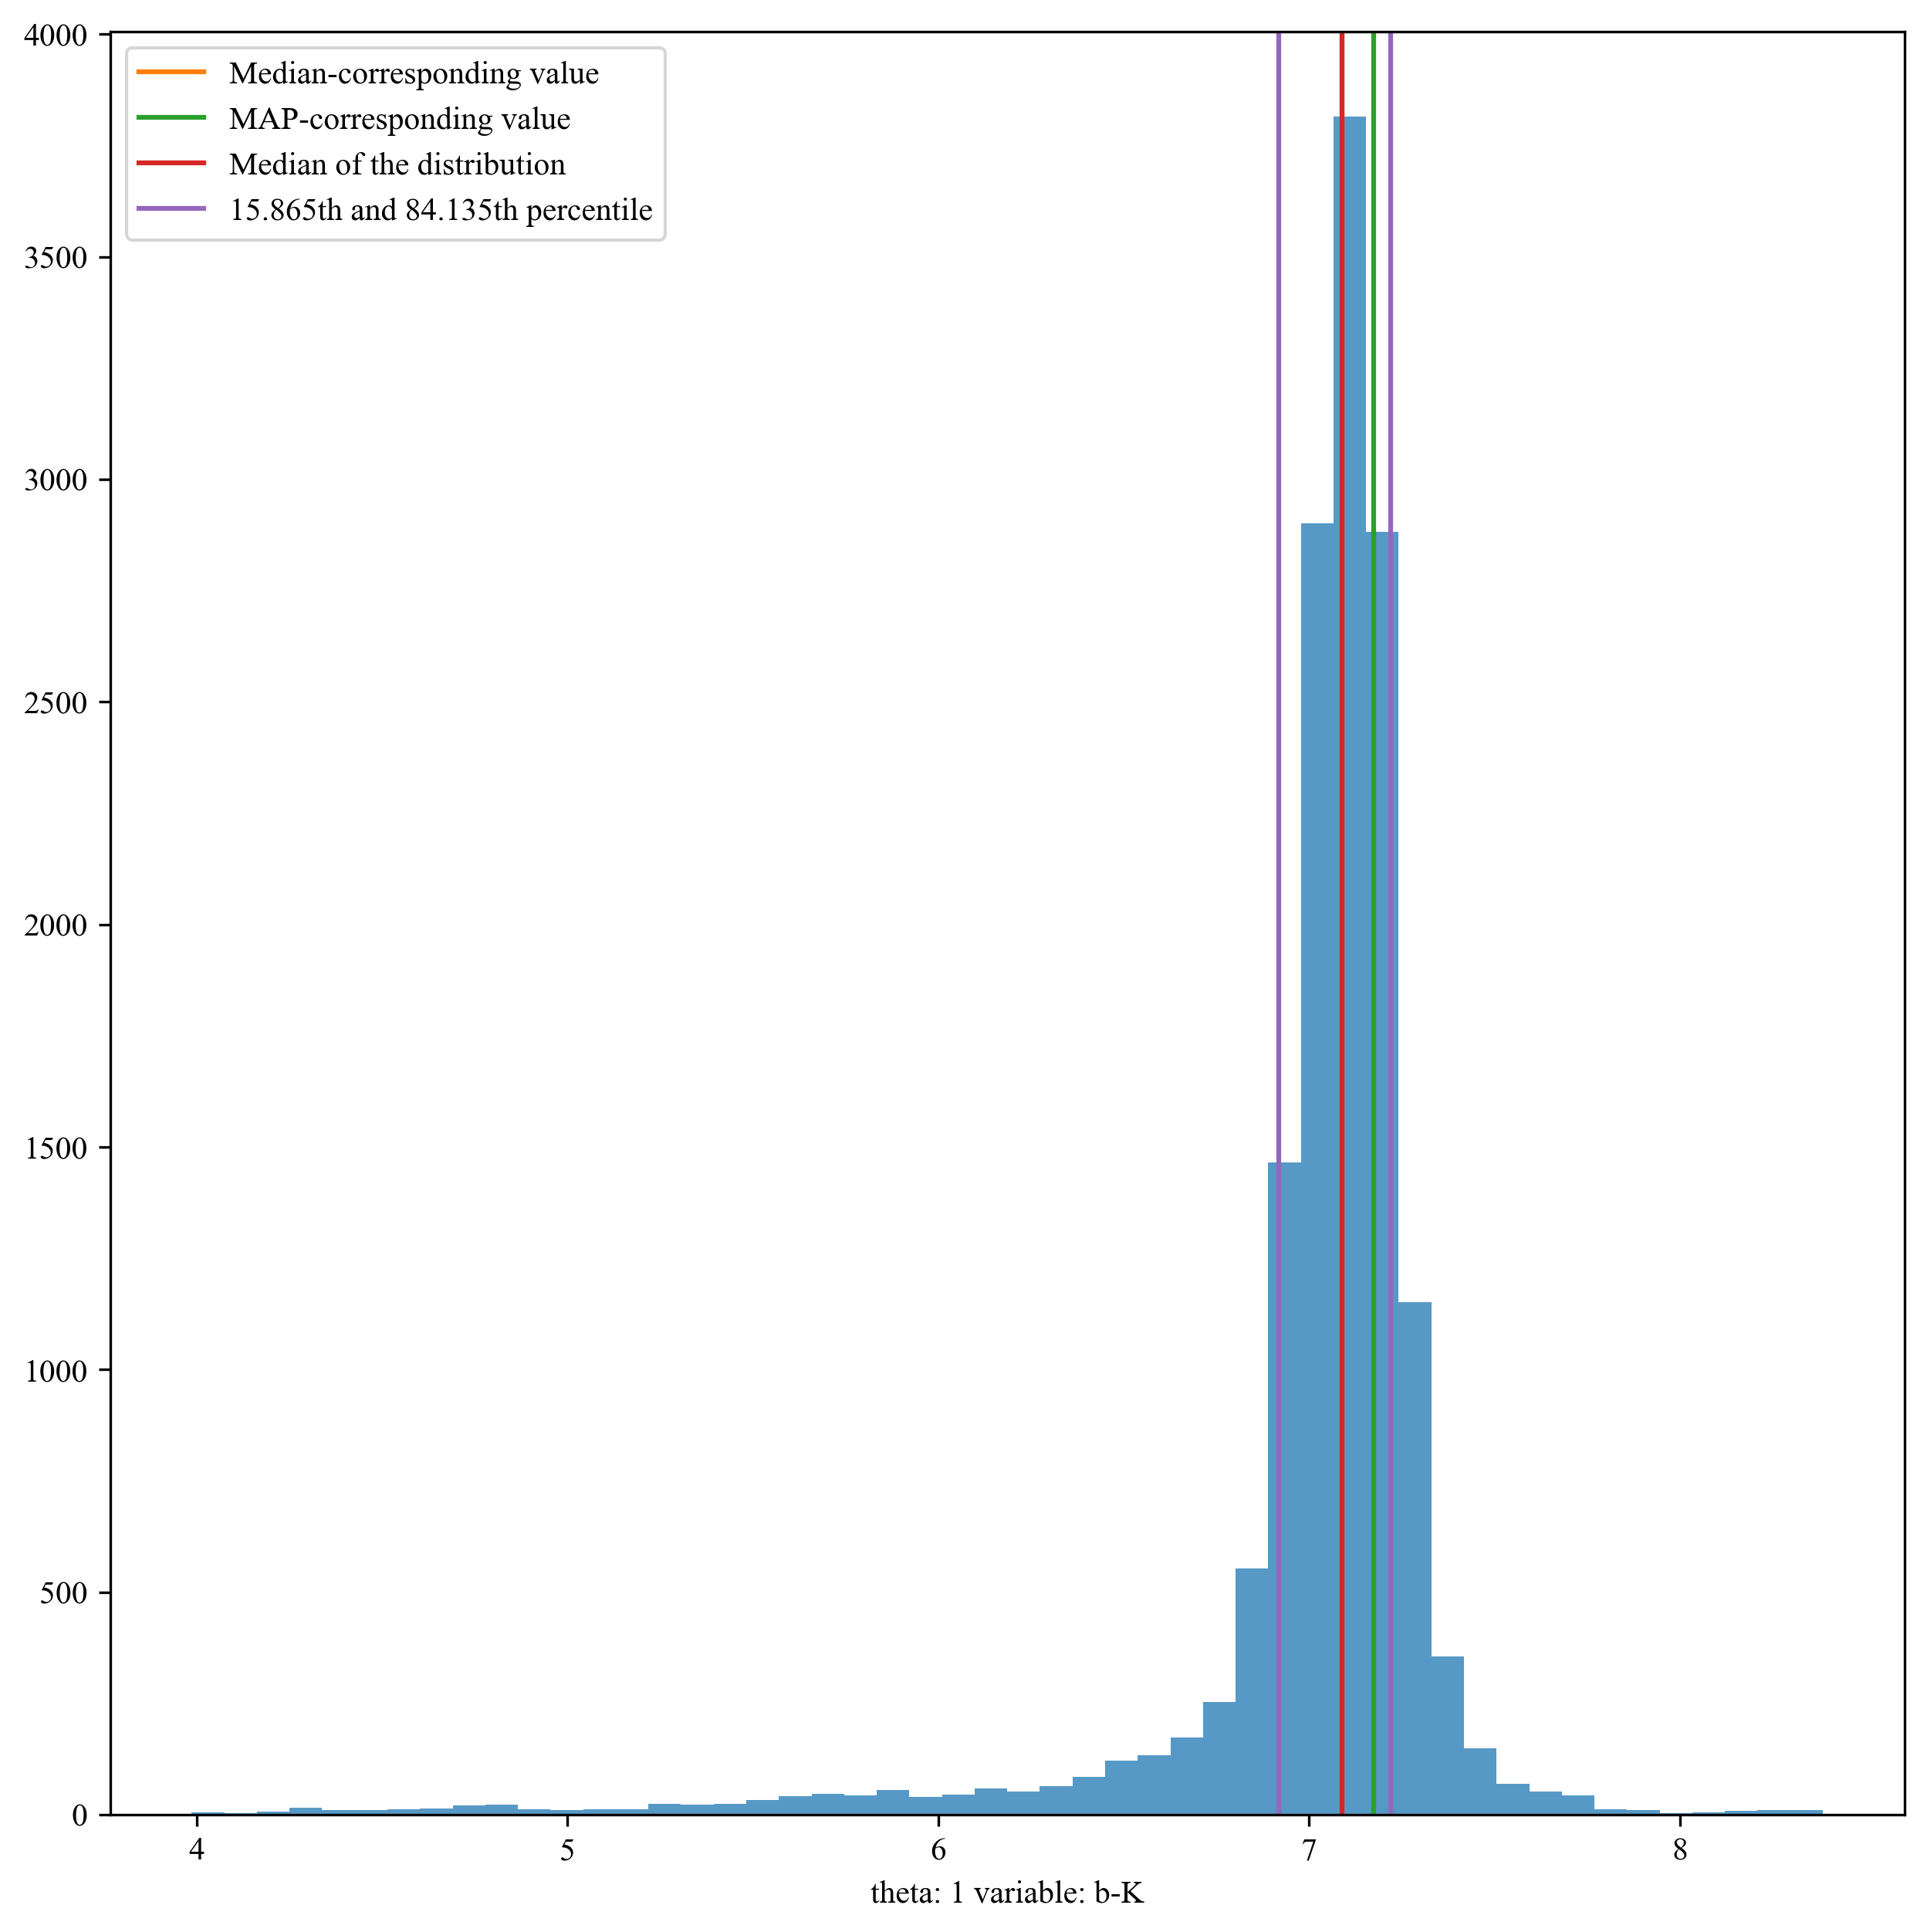 4000
3500
3000
2500
2000
1500
1000
500
0
Median-corresponding value
MAP-corresponding value
Median of the distribution
15.865th and 84.135th percentile
4 5 6 7 8
theta: 1 variable: b-K